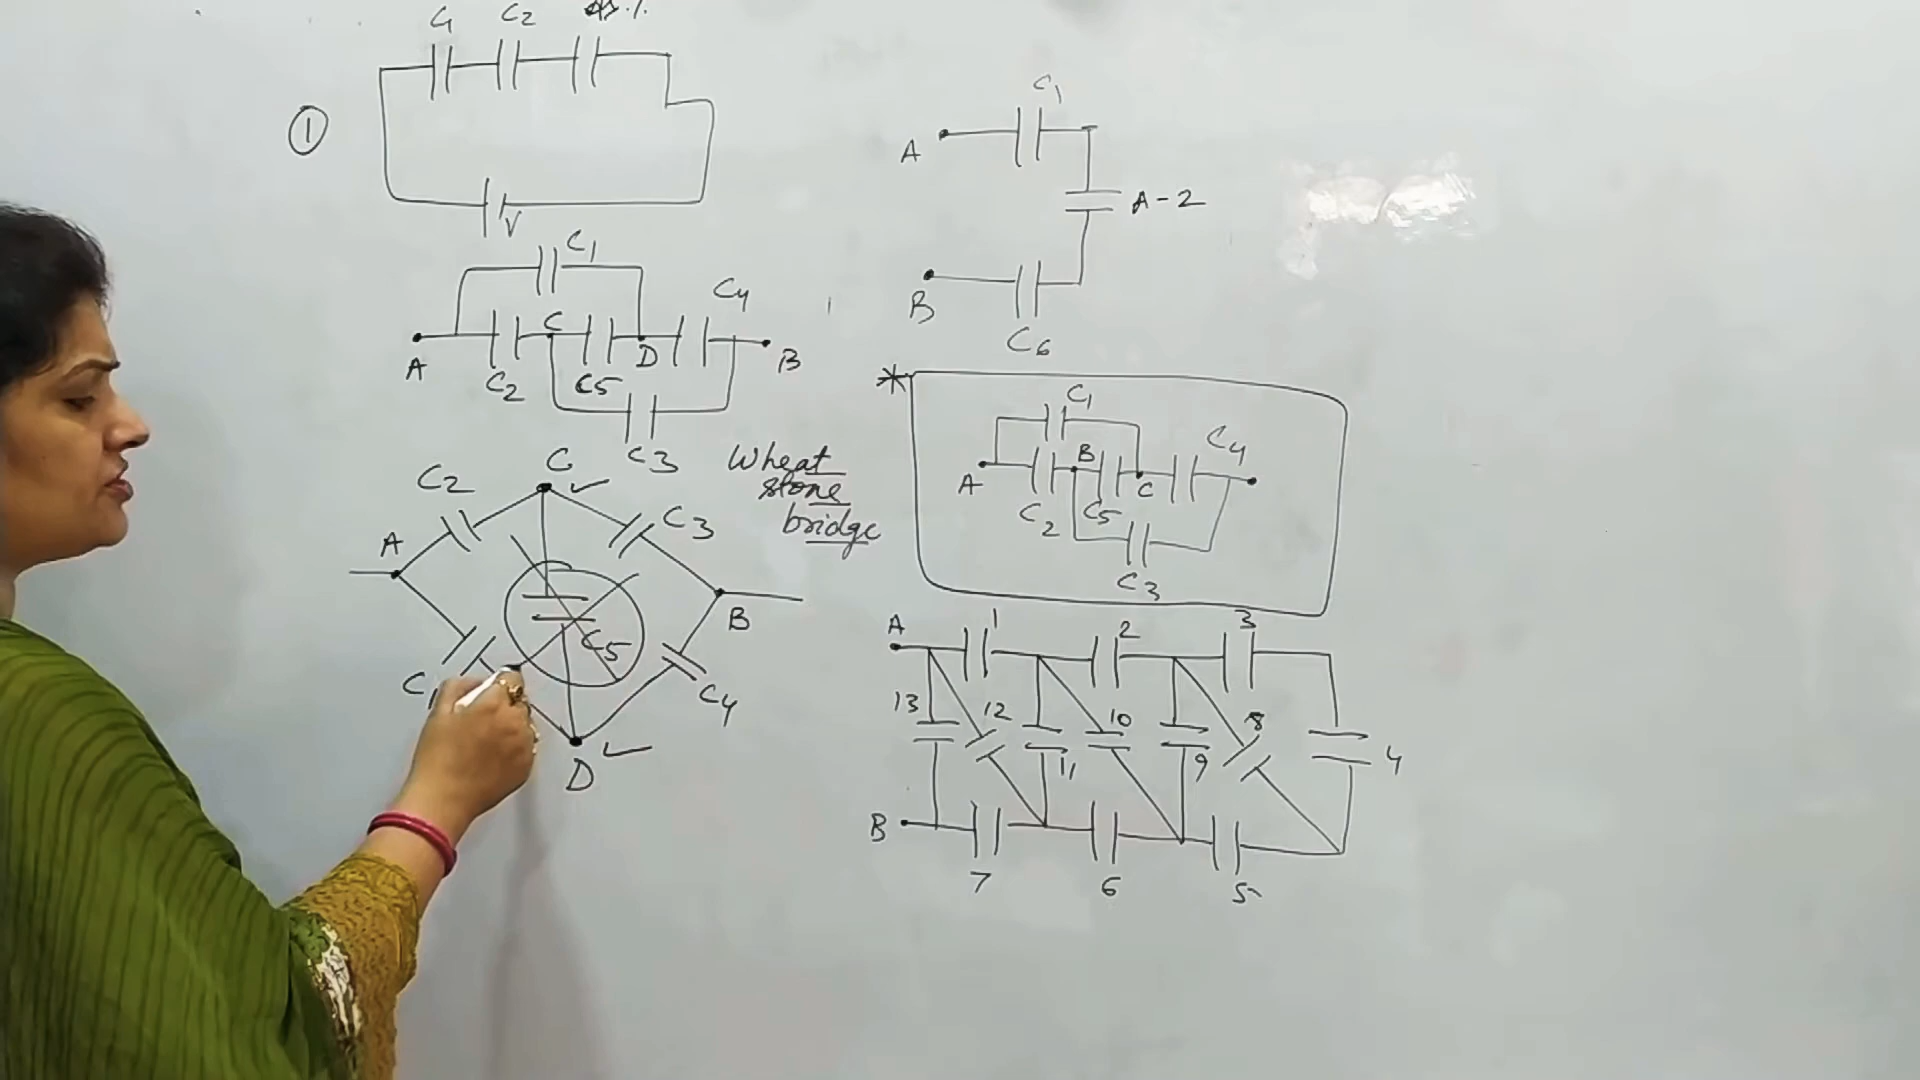 C1 C2
①
V
C1
C4
A C D B
C2 C5
C3
Wheat
stone
bridge
C
C2
C3
A
B
C5
C1
C4
D
C1
A
A-2
B
C6
*
C1
C4
A B C
C2 C5
C3
A 1 2 3
13 12 11 10 9 8 4
B
7 6 5